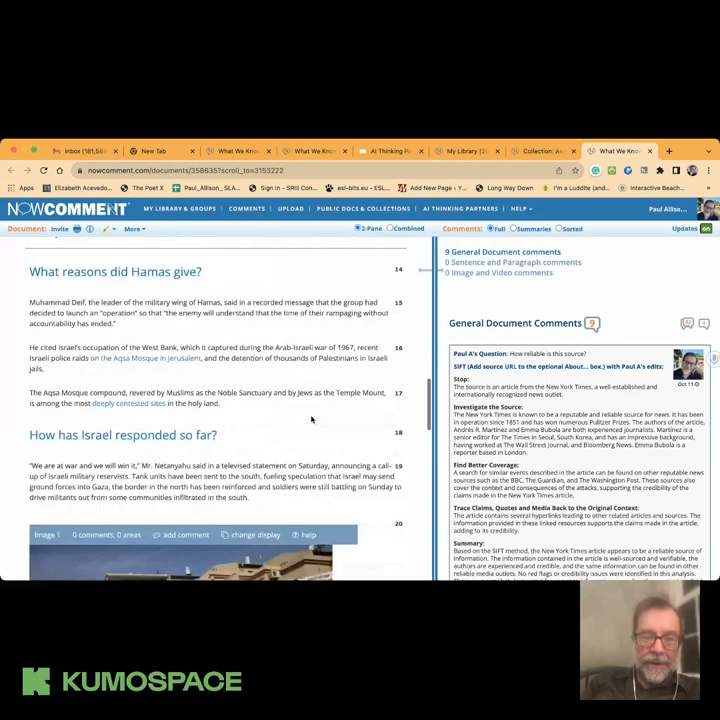 Inbox (181,58
New Tab
What We Kno
What We Kno
AI Thinking Pa
My Library (2
Collection: Ale
What We Kno
nowcomment.com/documents/358635?scroll_to=3153222
Apps
Elizabeth Acevedo...
The Poet X
Paul_Allison_ SLA...
Sign In – SRIII Con...
esl-bits.eu – ESL...
Add New Page ‹ Y...
Long Way Down
I'm a Luddite (and...
Interactive Beach...
NOWCOMMENT
MY LIBRARY & GROUPS
COMMENTS
UPLOAD
PUBLIC DOCS & COLLECTIONS
AI THINKING PARTNERS
HELP
Paul Alliso...
Document: Invite
More
2-Pane
Combined
Comments:
Full
Summaries
Sorted
Updates on
What reasons did Hamas give?
14
Muhammad Deif, the leader of the military wing of Hamas, said in a recorded message that the group had
15
decided to launch an "operation" so that "the enemy will understand that the time of their rampaging without
accountability has ended."
He cited Israel's occupation of the West Bank, which it captured during the Arab-Israeli war of 1967, recent
16
Israeli police raids on the Aqsa Mosque in Jerusalem, and the detention of thousands of Palestinians in Israeli
jails.
The Aqsa Mosque compound, revered by Muslims as the Noble Sanctuary and by Jews as the Temple Mount,
17
is among the most deeply contested sites in the holy land.
How has Israel responded so far?
18
"We are at war and we will win it," Mr. Netanyahu said in a televised statement on Saturday, announcing a call-
19
up of Israeli military reservists. Tank units have been sent to the south, fueling speculation that Israel may send
ground forces into Gaza, the border in the north has been reinforced and soldiers were still battling on Sunday to
drive militants out from some communities infiltrated in the south.
20
Image 1
0 comments, 0 areas
add comment
change display
help
9 General Document comments
0 Sentence and Paragraph comments
0 Image and Video comments
General Document Comments 9
AI
Paul A's Question: How reliable is this source?
SIFT (Add source URL to the optional About... box.) with Paul A's edits:
Oct 11
Stop:
The source is an article from the New York Times, a well-established and
internationally recognized news outlet.
Investigate the Source:
The New York Times is known to be a reputable and reliable source for news. It has been
in operation since 1851 and has won numerous Pulitzer Prizes. The authors of the article,
Andrés R. Martínez and Emma Bubola are both experienced journalists. Martínez is a
senior editor for The Times in Seoul, South Korea, and has an impressive background,
having worked at The Wall Street Journal, and Bloomberg News. Emma Bubola is a
reporter based in London.
Find Better Coverage:
A search for similar events described in the article can be found on other reputable news
sources such as the BBC, The Guardian, and The Washington Post. These sources also
cover the context and consequences of the attacks, supporting the credibility of the
claims made in the New York Times article.
Trace Claims, Quotes and Media Back to the Original Context:
The article contains several hyperlinks leading to other related articles and sources. The
information provided in these linked resources supports the claims made in the article,
adding to its credibility.
Summary:
Based on the SIFT method, the New York Times article appears to be a reliable source of
information. The information contained in the article is well-sourced and verifiable, the
authors are experienced and credible, and the same information can be found in other
reliable media outlets. No red flags or credibility issues were identified in this analysis.
KUMOSPACE